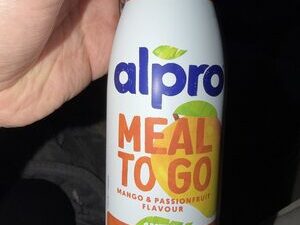 alpro
MEAL
TO GO
MANGO & PASSIONFRUIT
FLAVOUR